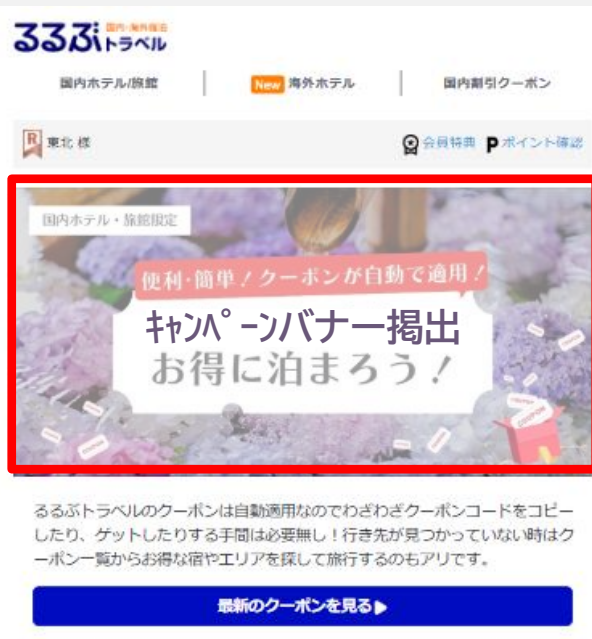 るるぶ 国内・海外宿泊
トラベル
国内ホテル/旅館 New 海外ホテル 国内割引クーポン
R 東北 様 会員特典 P ポイント確認
国内ホテル・旅館限定
便利・簡単！クーポンが自動で適用！
ｷｬﾝﾍﾟｰﾝバナー掲出
お得に泊まろう！
COUPON
るるぶトラベルのクーポンは自動適用なのでわざわざクーポンコードをコピー
したり、ゲットしたりする手間は必要無し！行き先が見つかっていない時はク
ーポン一覧からお得な宿やエリアを探して旅行するのもアリです。
最新のクーポンを見る▶